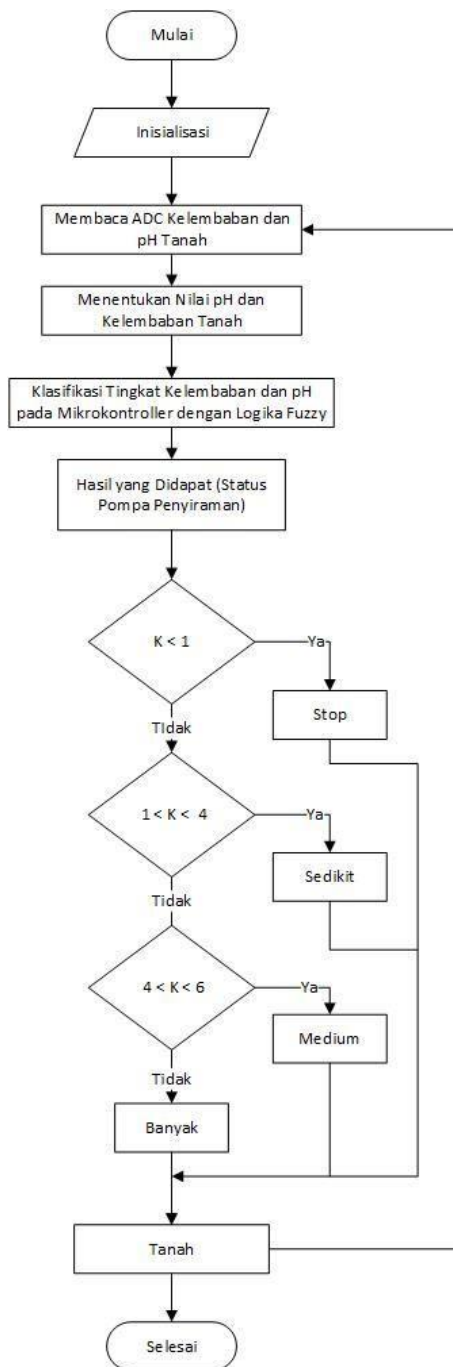 Mulai
Inisialisasi
Membaca ADC Kelembaban dan
pH Tanah
Menentukan Nilai pH dan
Kelembaban Tanah
Klasifikasi Tingkat Kelembaban dan pH
pada Mikrokontroller dengan Logika Fuzzy
Hasil yang Didapat (Status
Pompa Penyiraman)
K < 1
Ya
Stop
TIdak
1 < K < 4
Ya
Sedikit
Tidak
4 < K < 6
Ya
Medium
Tidak
Banyak
Tanah
Selesai